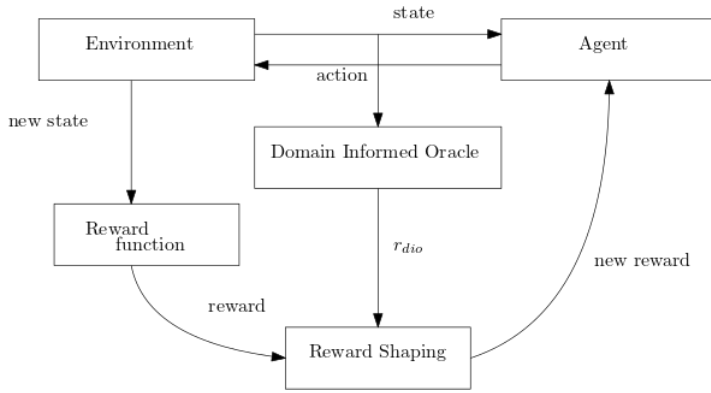 state
Environment
Agent
action
new state
Domain Informed Oracle
Reward
function
r_dio
new reward
reward
Reward Shaping